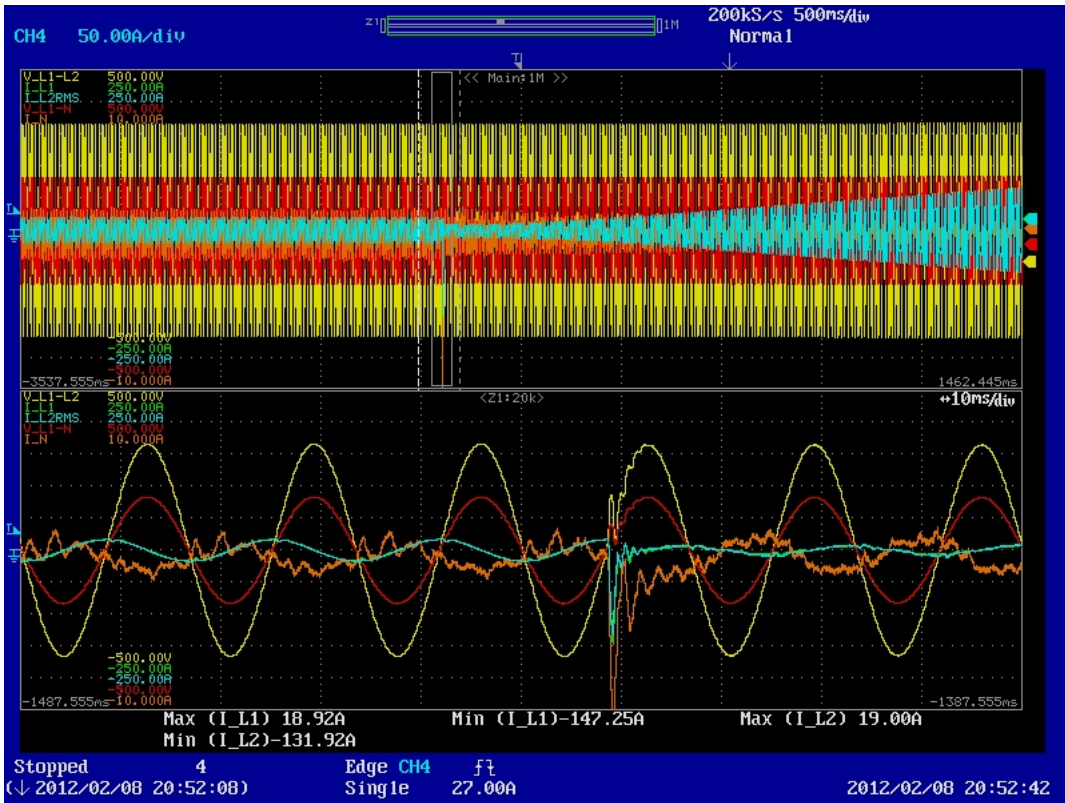 200kS/s 500ms/div
CH4 50.00A/div
Z1 1M
Normal
T
V_L1-L2 500.00V
<< Main:1M >>
I_L1 250.00A
I_L2RMS 250.00A
V_L1-N 500.00V
I_N 10.000A
T
-500.00V
-250.00A
-250.00A
-500.00V
-3537.555ms -10.000A 1462.445ms
V_L1-L2 500.00V
<Z1:20k>
↔10ms/div
I_L1 250.00A
I_L2RMS 250.00A
V_L1-N 500.00V
I_N 10.000A
T
-500.00V
-250.00A
-250.00A
-500.00V
-1487.555ms -10.000A -1387.555ms
Max (I_L1) 18.92A Min (I_L1)-147.25A Max (I_L2) 19.00A
Min (I_L2)-131.92A
Stopped 4 Edge CH4
(↓ 2012/02/08 20:52:08) Single 27.00A 2012/02/08 20:52:42